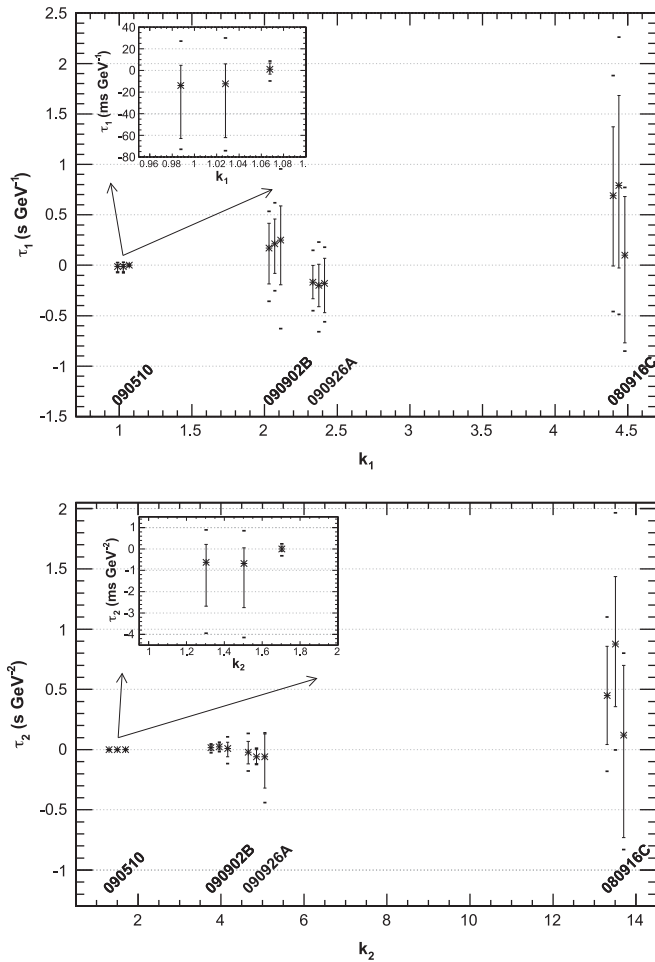 2.5
2
1.5
1
0.5
0
-0.5
-1
-1.5
τ1 (s GeV-1)
40
20
0
-20
-40
-60
-80
τ1 (ms GeV-1)
0.96 0.98 1 1.02 1.04 1.06 1.08 1.
k1
090510
090902B
090926A
080916C
1 1.5 2 2.5 3 3.5 4 4.5
k1
2
1.5
1
0.5
0
-0.5
-1
τ2 (s GeV-2)
1
0
-1
-2
-3
-4
τ2 (ms GeV-2)
1 1.2 1.4 1.6 1.8 2
k2
090510
090902B
090926A
080916C
2 4 6 8 10 12 14
k2